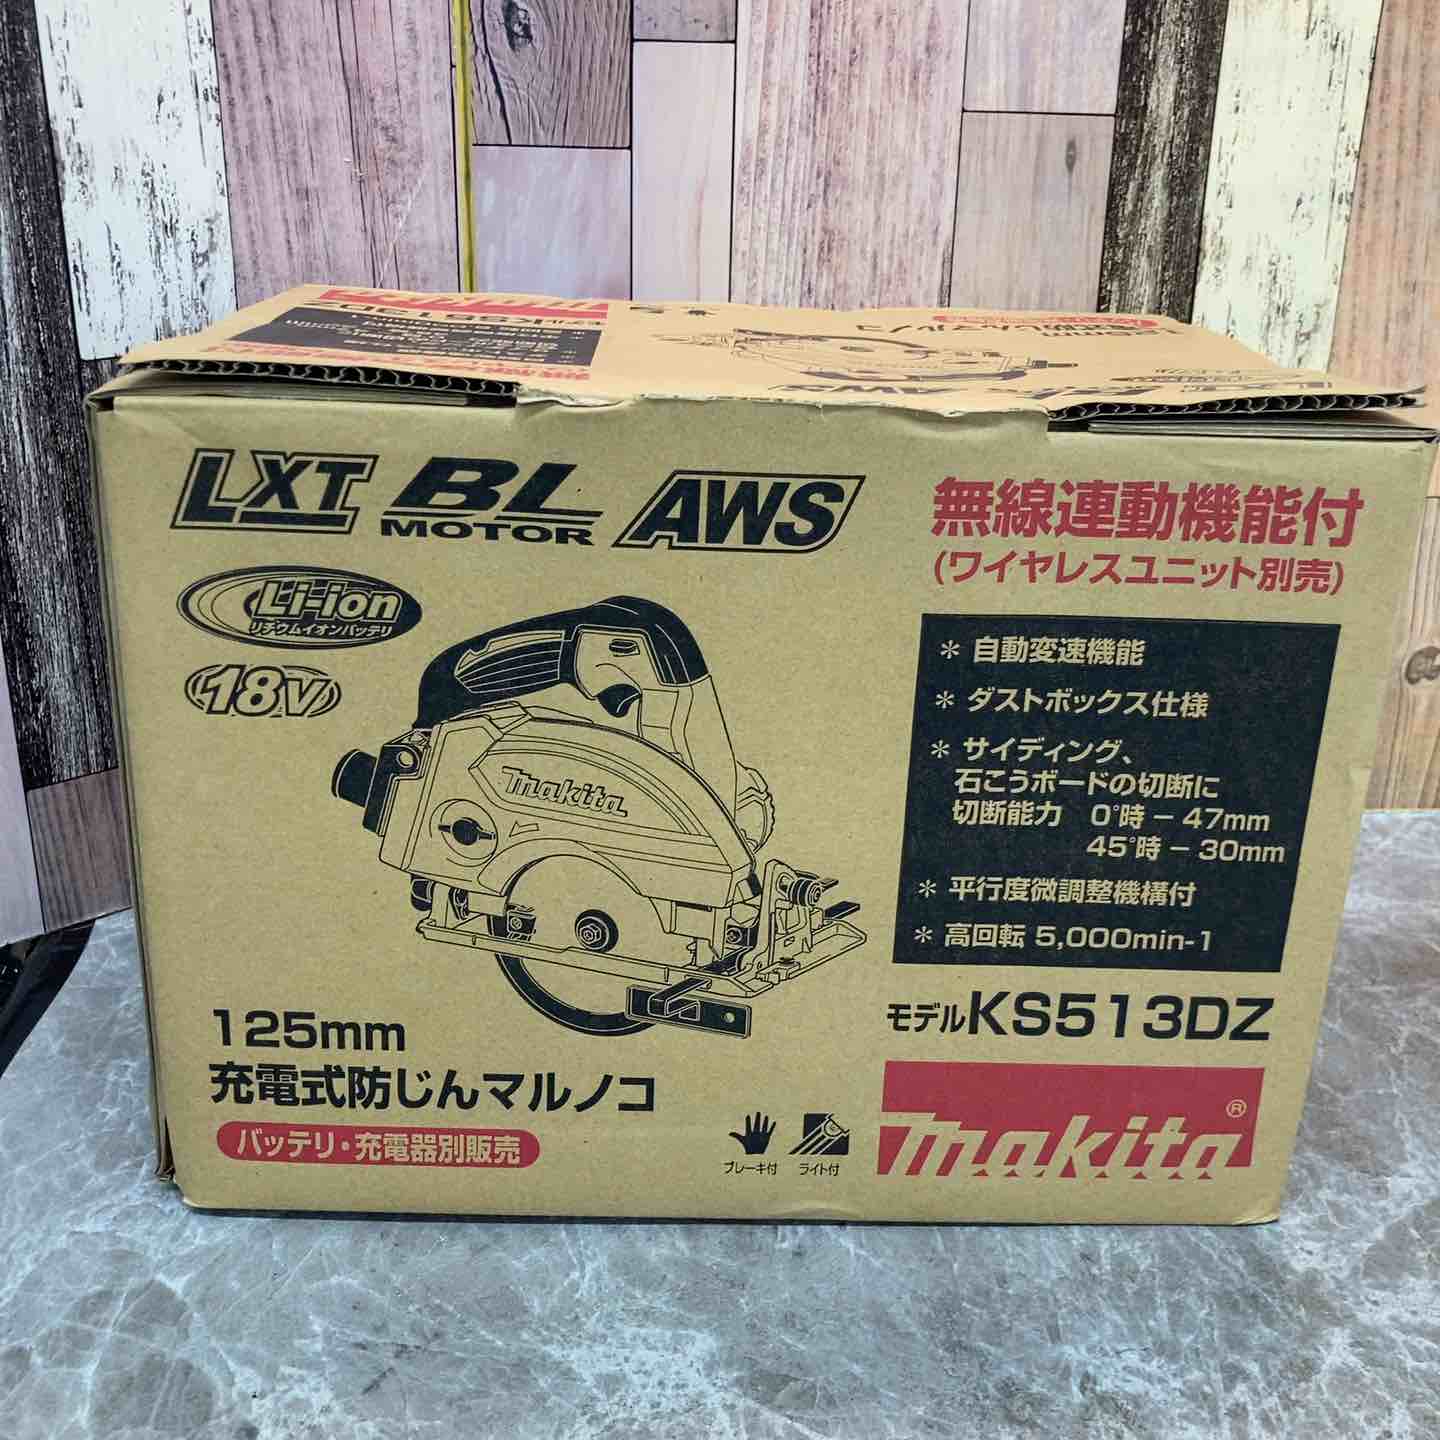 LXT BL MOTOR AWS
無線連動機能付
(ワイヤレスユニット別売)
Li-ion
リチウムイオンバッテリ
18V
makita
* 自動変速機能
* ダストボックス仕様
* サイディング、
石こうボードの切断に
切断能力 0°時 - 47mm
45°時 - 30mm
* 平行度微調整機構付
* 高回転 5,000min-1
モデルKS513DZ
125mm
充電式防じんマルノコ
バッテリ・充電器別販売
ブレーキ付
ライト付
makita®